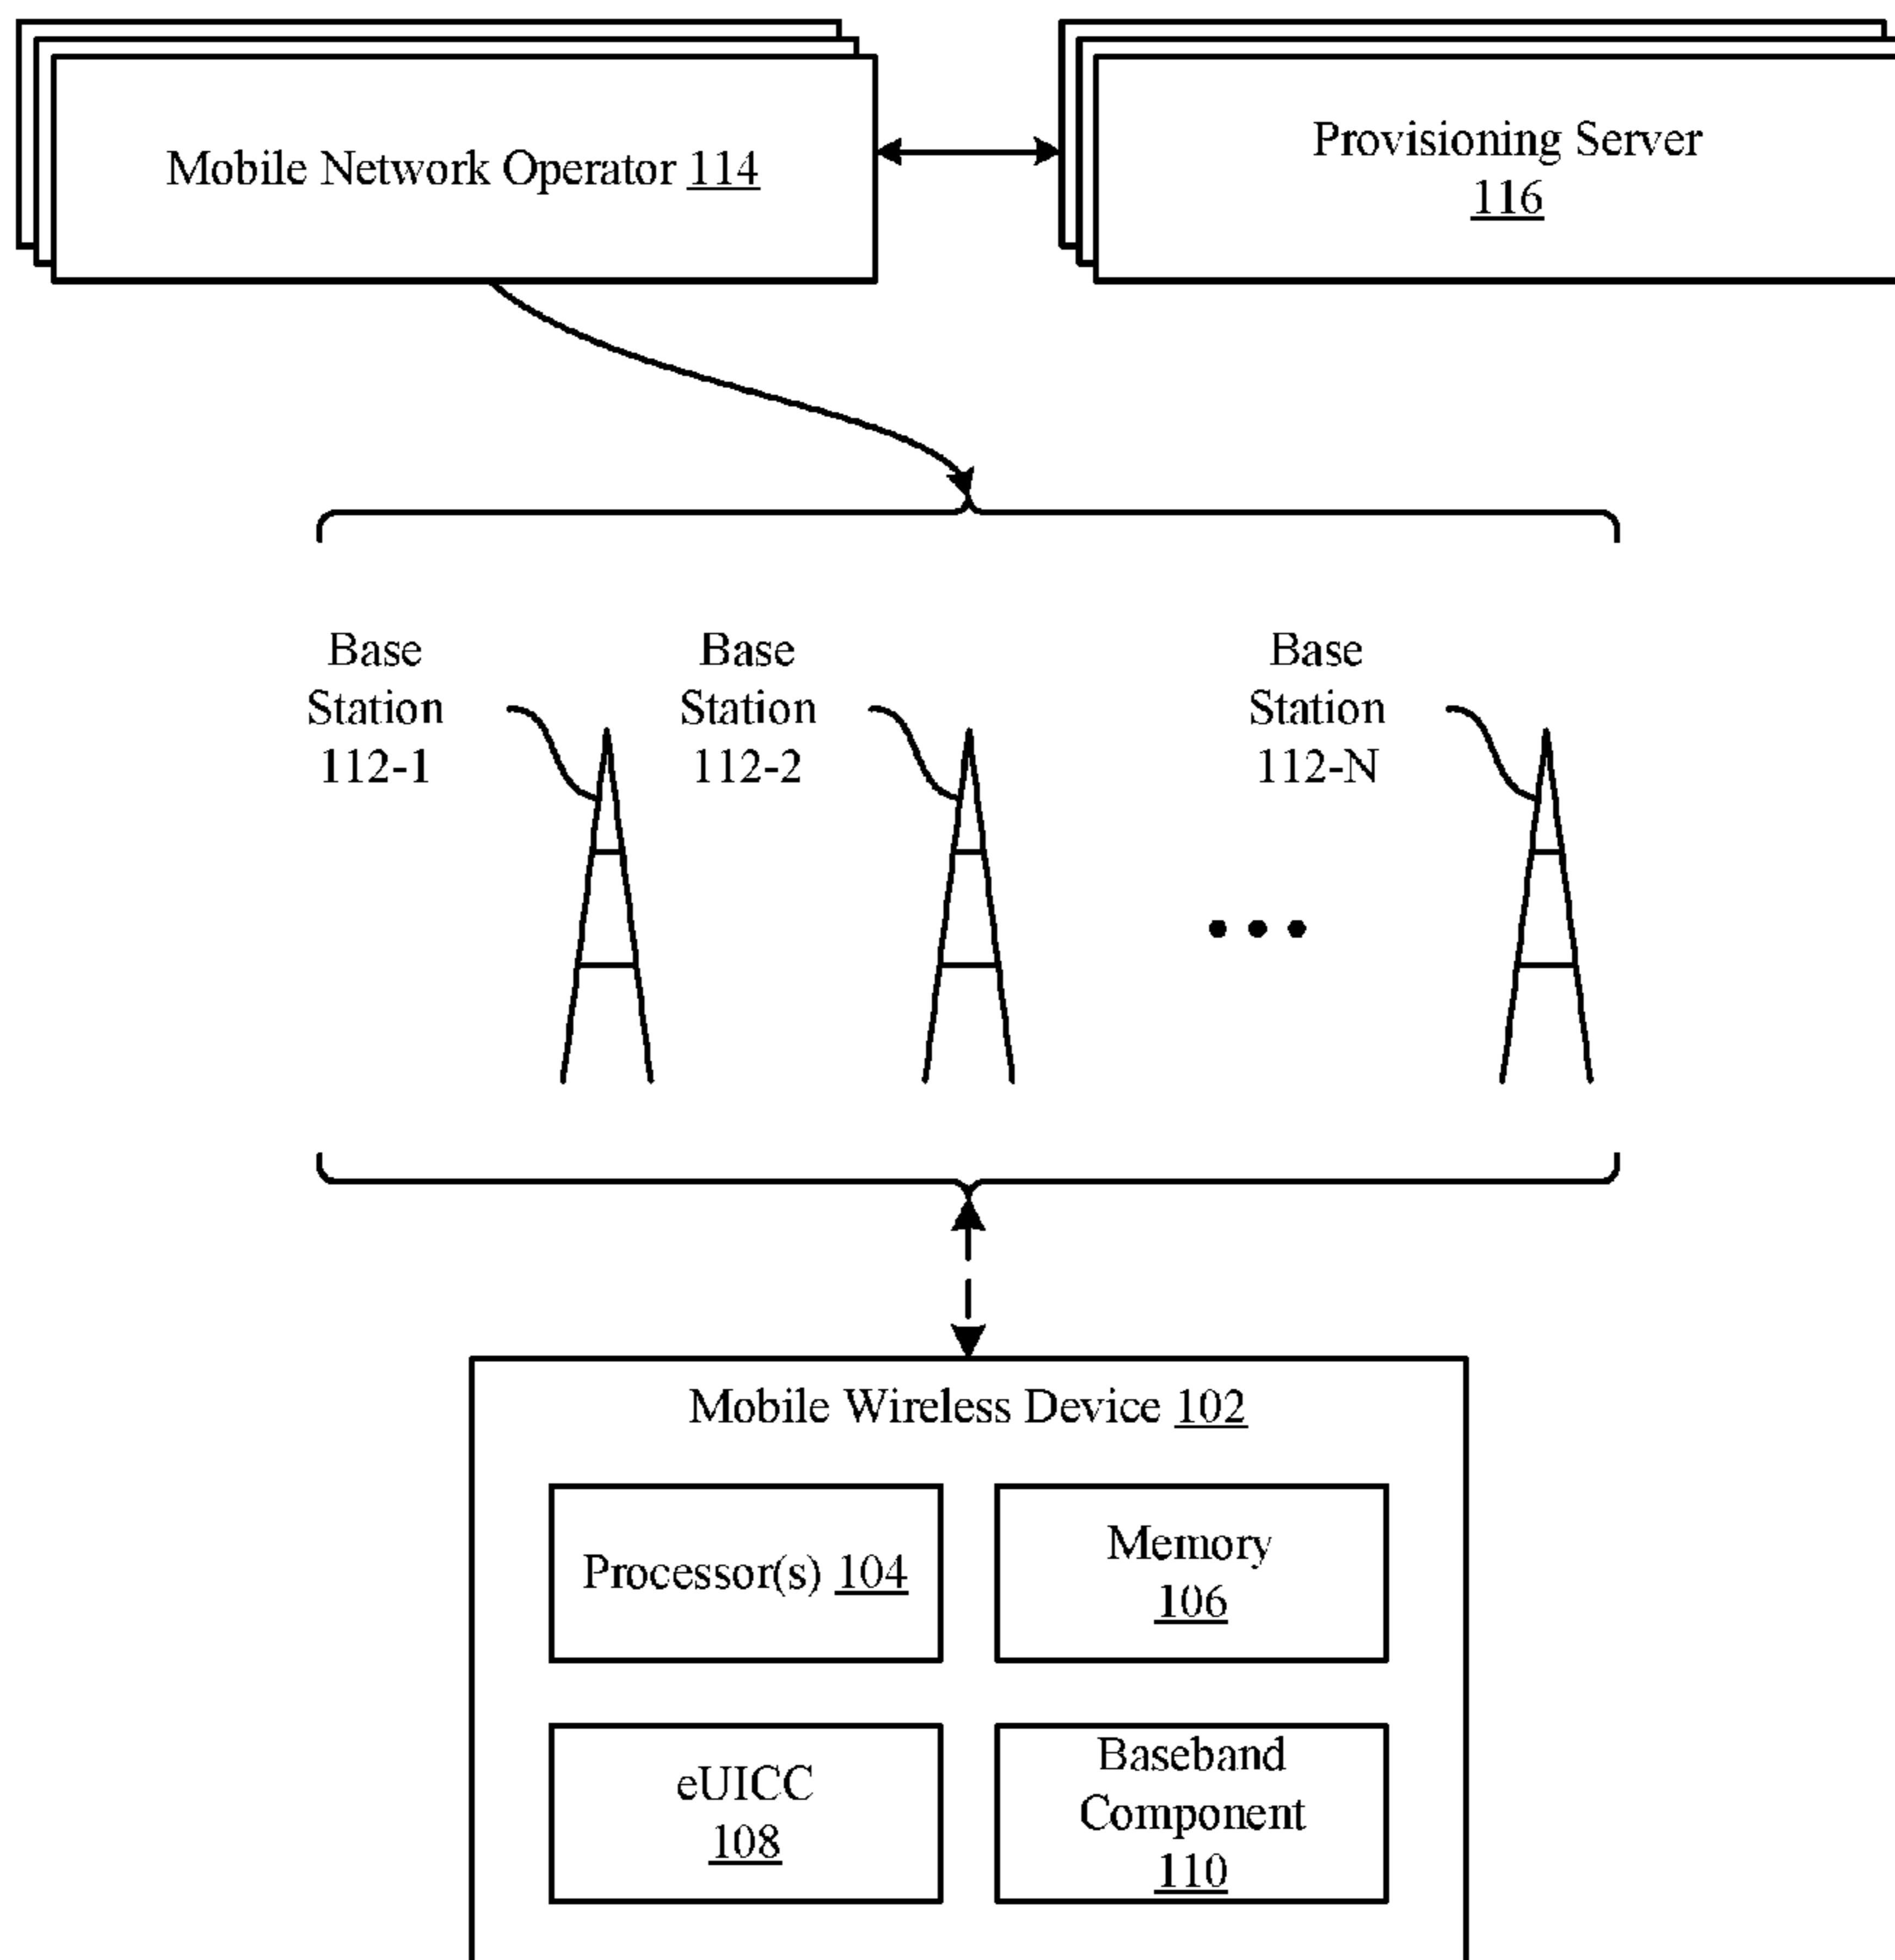 Mobile Network Operator 114
Provisioning Server
116
Base
Station
112-1
Base
Station
112-2
Base
Station
112-N
Mobile Wireless Device 102
Processor(s) 104
Memory
106
eUICC
108
Baseband
Component
110